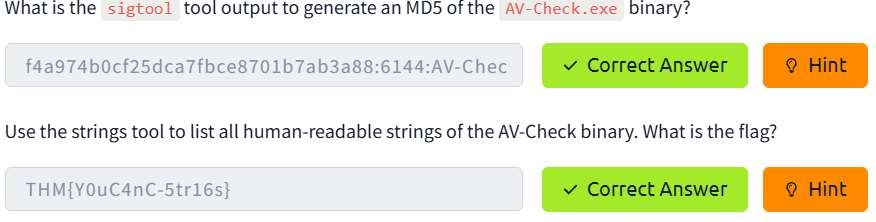 What is the sigtool tool output to generate an MD5 of the AV-Check.exe binary?
f4a974b0cf25dca7fbce8701b7ab3a88:6144:AV-Chec
Correct Answer
Hint
Use the strings tool to list all human-readable strings of the AV-Check binary. What is the flag?
THM{Y0uC4nC-5tr16s}
Correct Answer
Hint